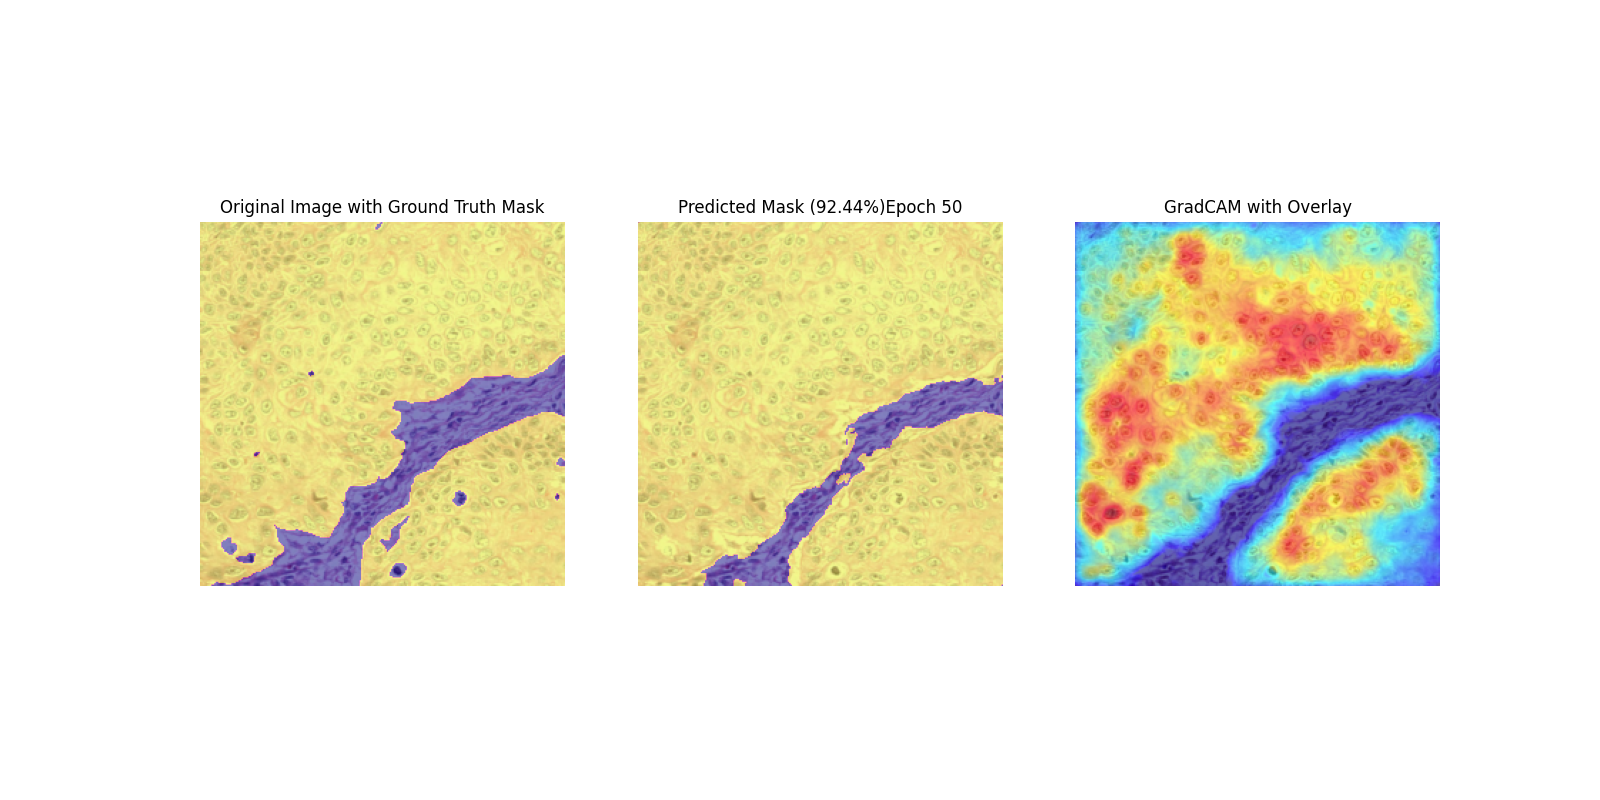 Original Image with Ground Truth Mask
Predicted Mask (92.44%)Epoch 50
GradCAM with Overlay